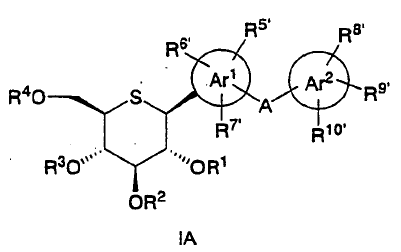 R⁶' R⁵' R⁸'
R⁴O S Ar¹ Ar² R⁹'
R⁷' A R¹⁰'
R³O OR¹
OR²
IA